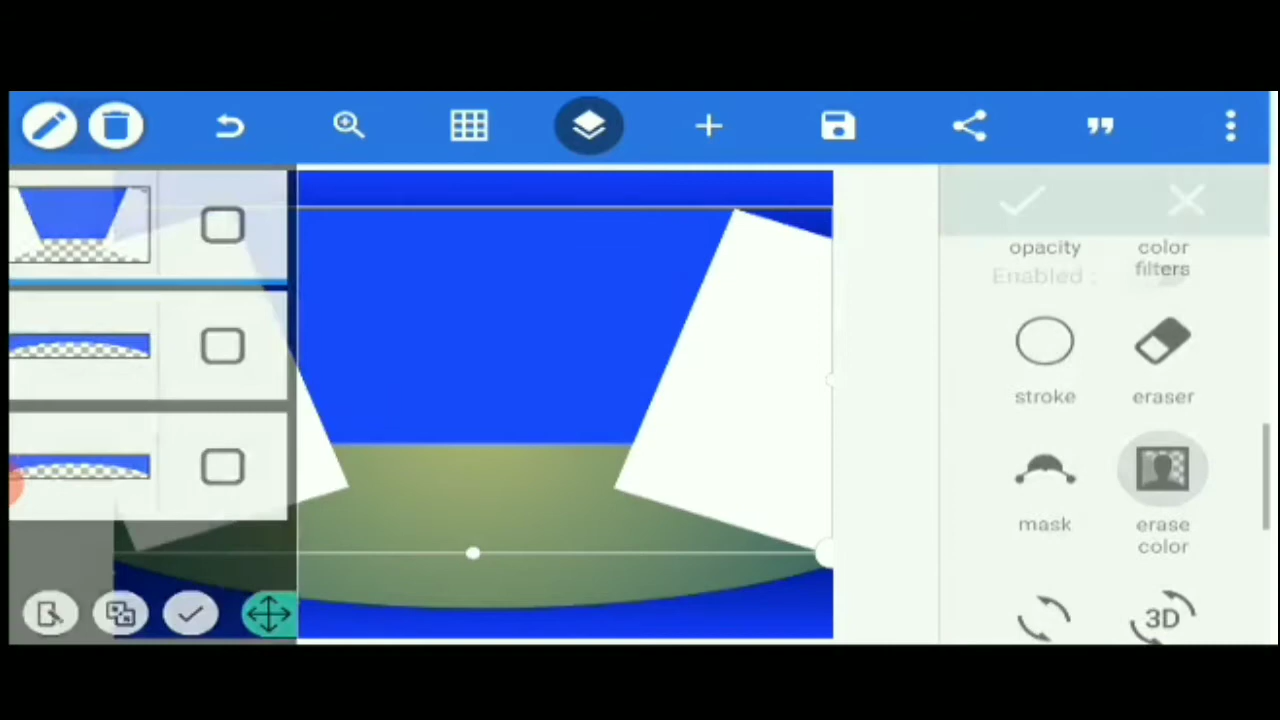 opacity
color
filters
Enabled :
stroke
eraser
mask
erase
color
3D